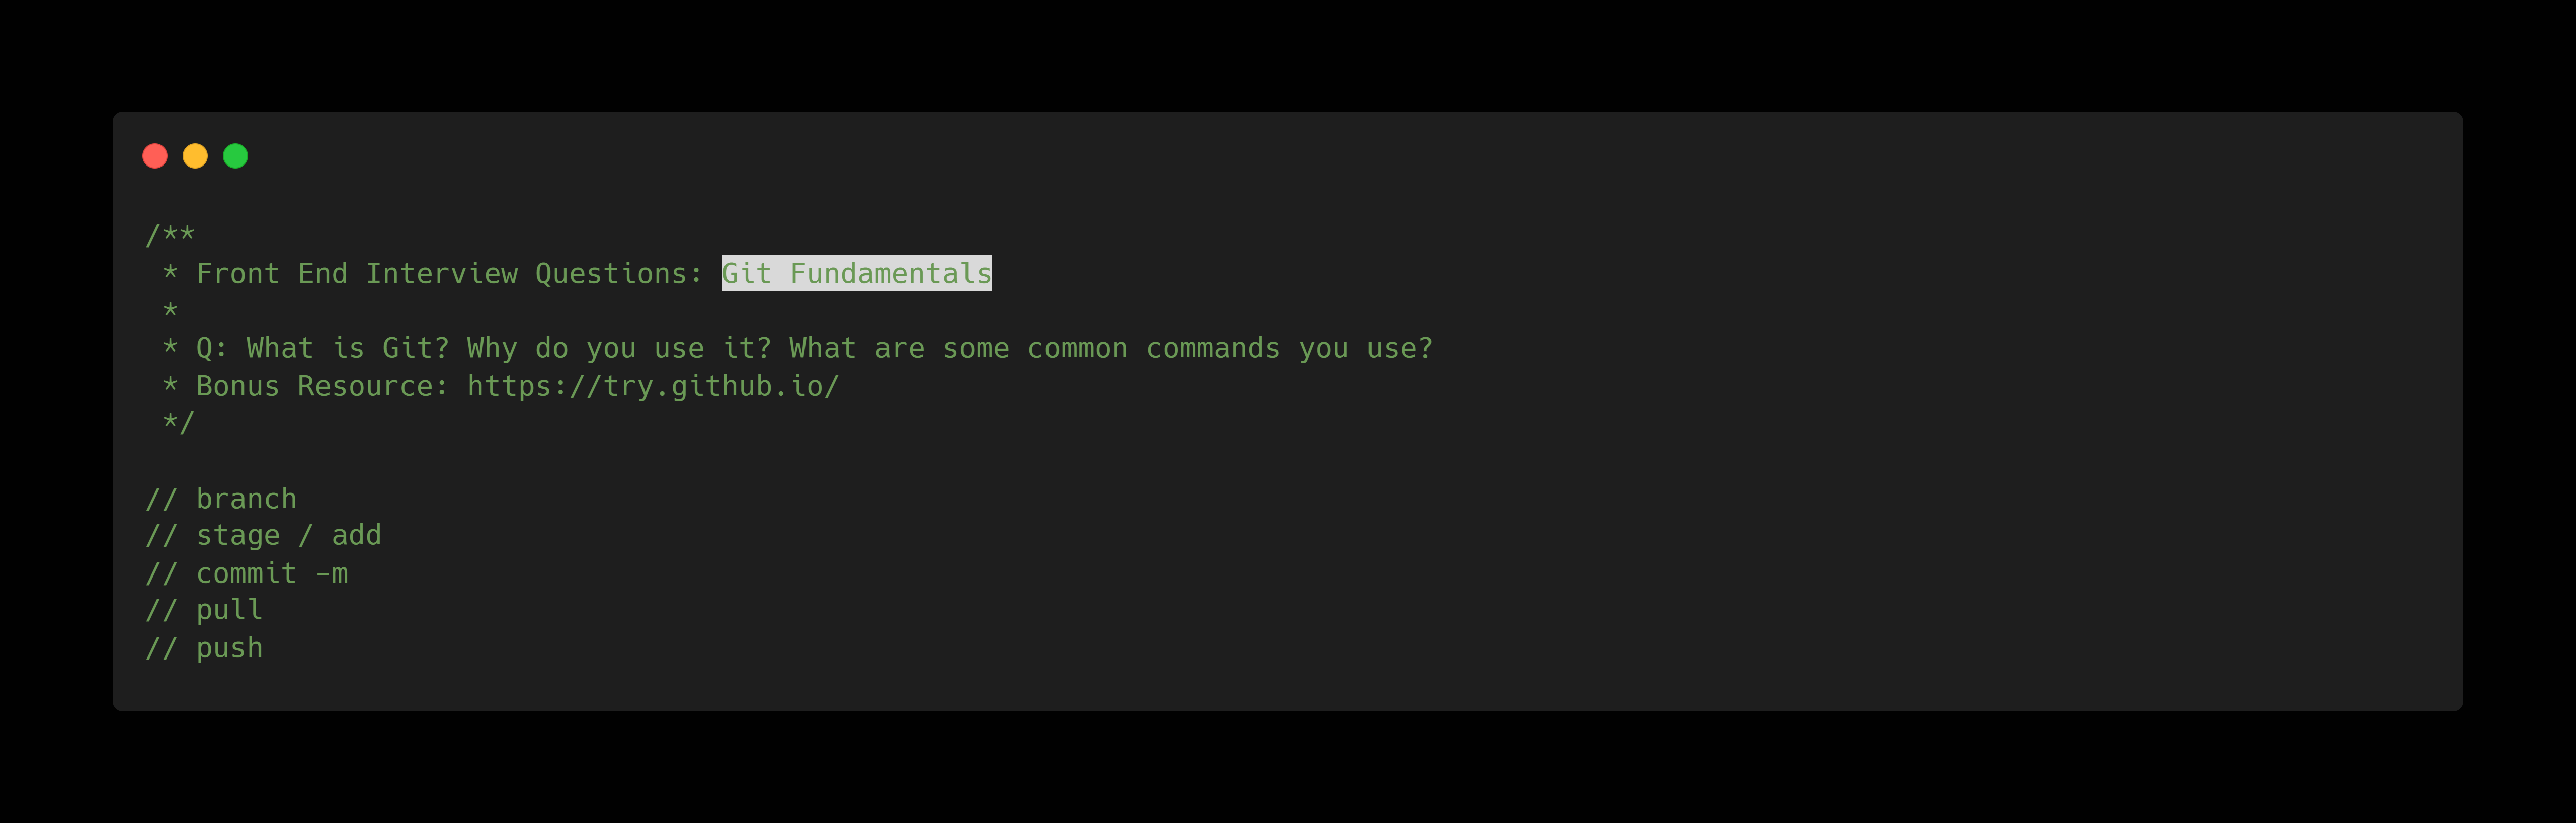 /**
 * Front End Interview Questions: Git Fundamentals
 *
 * Q: What is Git? Why do you use it? What are some common commands you use?
 * Bonus Resource: https://try.github.io/
 */

// branch
// stage / add
// commit -m
// pull
// push